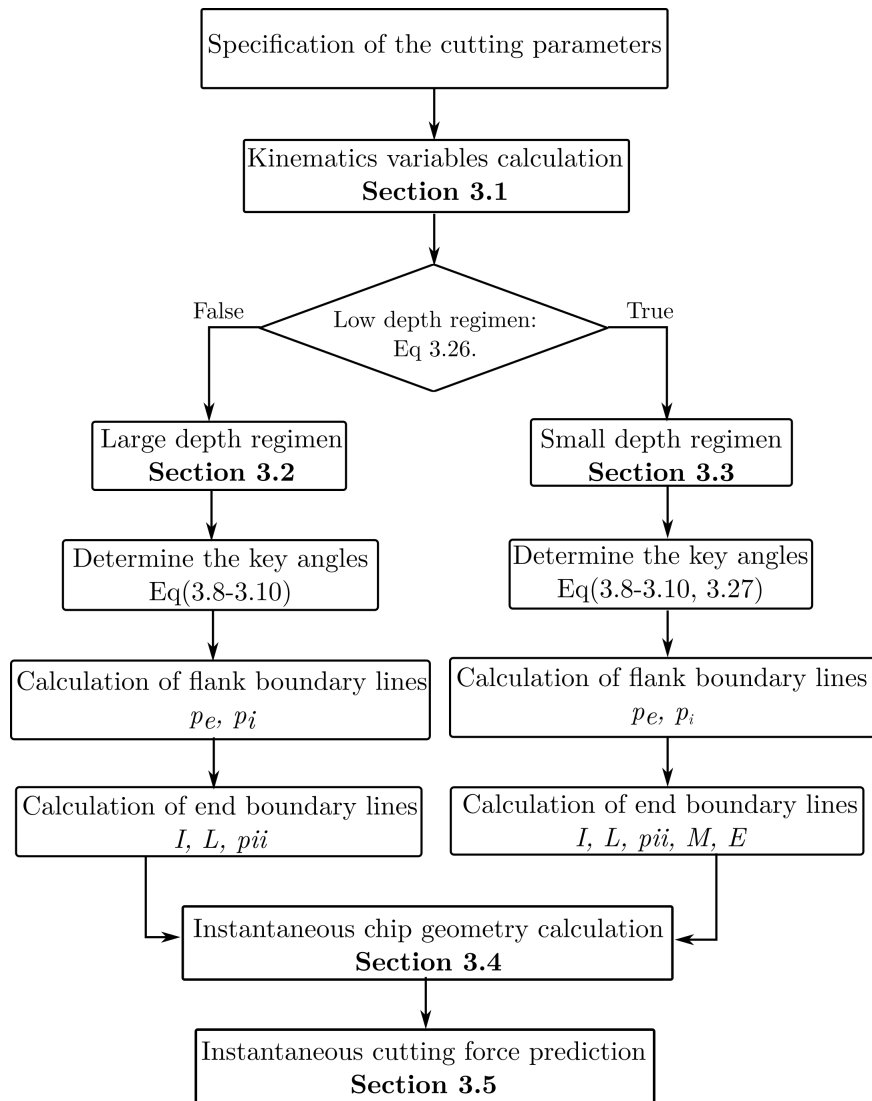 Specification of the cutting parameters
Kinematics variables calculation
Section 3.1
False
True
Low depth regimen:
Eq 3.26.
Large depth regimen
Section 3.2
Small depth regimen
Section 3.3
Determine the key angles
Eq(3.8-3.10)
Determine the key angles
Eq(3.8-3.10, 3.27)
Calculation of flank boundary lines
pe, pi
Calculation of flank boundary lines
pe, pi
Calculation of end boundary lines
I, L, pii
Calculation of end boundary lines
I, L, pii, M, E
Instantaneous chip geometry calculation
Section 3.4
Instantaneous cutting force prediction
Section 3.5